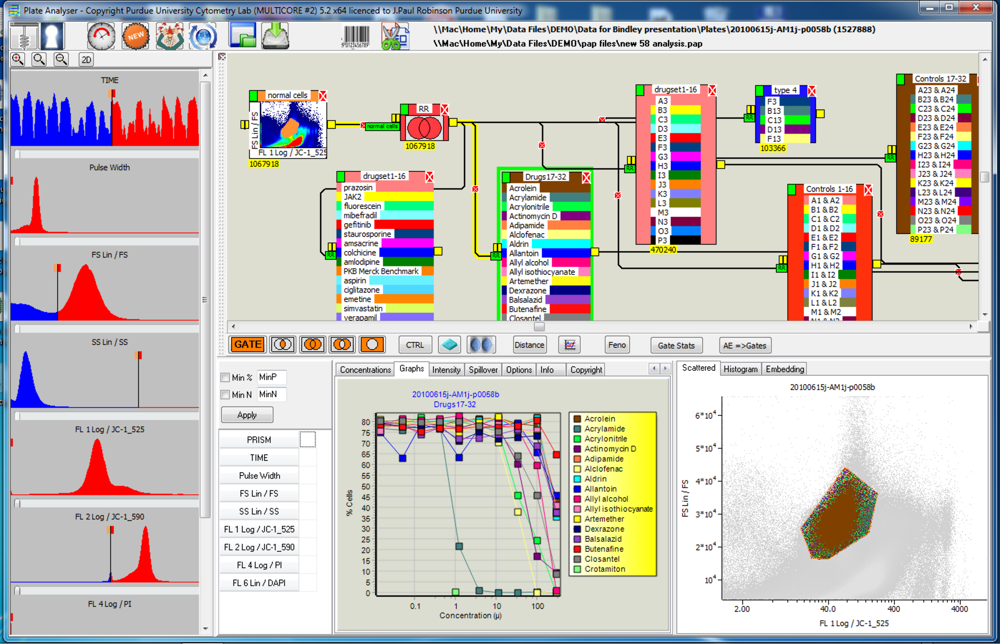 Plate Analyser - Copyright Purdue University Cytometry Lab (MULTICORE #2) 5.2 x64 licenced to J.Paul Robinson Purdue University
NEW
9 0123456789
\\Mac\Home\My\Data Files\DEMO\Data for Bindley presentation\Plates\20100615j-AM1j-p0058b (1527888)
\\Mac\Home\My\Data Files\DEMO\pap files\new 58 analysis.pap
2D
TIME
Pulse Width
FS Lin / FS
SS Lin / SS
FL 1 Log / JC-1_525
FL 2 Log / JC-1_590
FL 4 Log / PI
normal cells
FS Lin / FS
FL 1 Log / JC-1_525
1067918
normal cells
RR
1067918
drugset1-16
prazosin
JAK2
fluorescein
mibefradil
gefitinib
staurosporine
amsacrine
colchicine
amlodipine
PKB Merck Benchmark
aspirin
ciglitazone
emetine
simvastatin
verapamil
RR
Drugs17-32
Acrolein
Acrylamide
Acrylonitrile
Actinomycin D
Adipamide
Alclofenac
Aldrin
Allantoin
Allyl alcohol
Allyl isothiocyanate
Artemether
Dexrazone
Balsalazid
Butenafine
Closantel
RR
drugset1-16
A3
B3
C3
D3
E3
F3
G3
H3
I3
J3
K3
L3
M3
N3
O3
P3
470240
RR
type 4
F3
B13
C13
D13
F13
103366
RR
Controls 17-32
A23 & A24
B23 & B24
C23 & C24
D23 & D24
E23 & E24
F23 & F24
G23 & G24
H23 & H24
I23 & I24
J23 & J24
K23 & K24
L23 & L24
M23 & M24
N23 & N24
O23 & O24
P23 & P24
89177
RR
Controls 1-16
A1 & A2
B1 & B2
C1 & C2
D1 & D2
E1 & E2
F1 & F2
G1 & G2
H1 & H2
I1 & I2
J1 & J2
K1 & K2
L1 & L2
M1 & M2
N1 & N2
RR
GATE
CTRL
Distance
Feno
Gate Stats
AE =>Gates
Min % MinP
Min N MinN
Apply
PRISM
TIME
Pulse Width
FS Lin / FS
SS Lin / SS
FL 1 Log / JC-1_525
FL 2 Log / JC-1_590
FL 4 Log / PI
FL 6 Lin / DAPI
Concentrations Graphs Intensity Spillover Options Info Copyright
20100615j-AM1j-p0058b
Drugs17-32
% Cells
80
75
70
65
60
55
50
45
40
35
30
25
20
15
10
5
0
0.1 1 10 100
Concentration (µ)
Acrolein
Acrylamide
Acrylonitrile
Actinomycin D
Adipamide
Alclofenac
Aldrin
Allantoin
Allyl alcohol
Allyl isothiocyanate
Artemether
Dexrazone
Balsalazid
Butenafine
Closantel
Crotamiton
Scattered Histogram Embedding
20100615j-AM1j-p0058b
FS Lin / FS
6*10⁴
5*10⁴
4*10⁴
3*10⁴
2*10⁴
10⁴
2.00 40.0 400 4000
FL 1 Log / JC-1_525